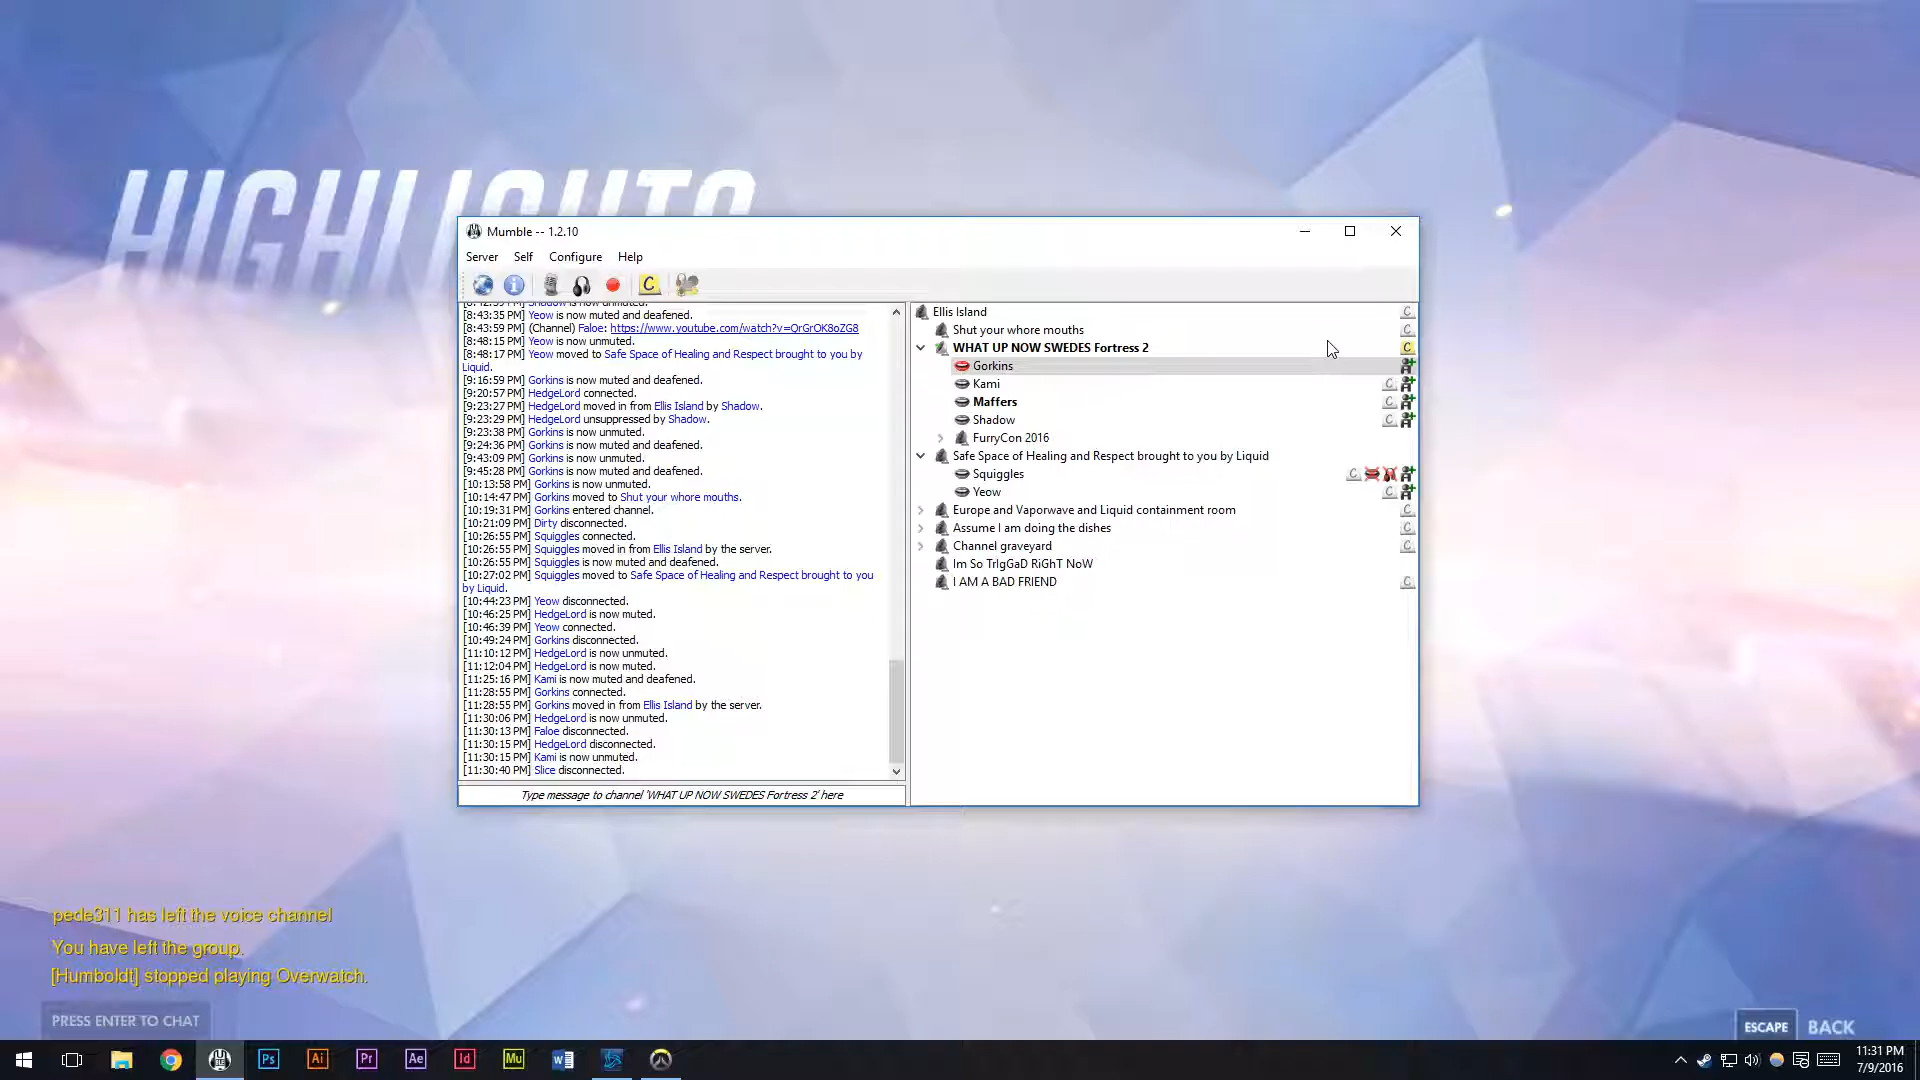 HIGHLIGHTS
Mumble -- 1.2.10
Server Self Configure Help
[8:42:59 PM] Shadow is now unmuted.
[8:43:35 PM] Yeow is now muted and deafened.
[8:43:59 PM] (Channel) Faloe: https://www.youtube.com/watch?v=QrGrOK8oZG8
[8:48:15 PM] Yeow is now unmuted.
[8:48:17 PM] Yeow moved to Safe Space of Healing and Respect brought to you by
Liquid.
[9:16:59 PM] Gorkins is now muted and deafened.
[9:20:57 PM] HedgeLord connected.
[9:23:27 PM] HedgeLord moved in from Ellis Island by Shadow.
[9:23:29 PM] HedgeLord unsuppressed by Shadow.
[9:23:38 PM] Gorkins is now unmuted.
[9:24:36 PM] Gorkins is now muted and deafened.
[9:43:09 PM] Gorkins is now unmuted.
[9:45:28 PM] Gorkins is now muted and deafened.
[10:13:58 PM] Gorkins is now unmuted.
[10:14:47 PM] Gorkins moved to Shut your whore mouths.
[10:19:31 PM] Gorkins entered channel.
[10:21:09 PM] Dirty disconnected.
[10:26:55 PM] Squiggles connected.
[10:26:55 PM] Squiggles moved in from Ellis Island by the server.
[10:26:55 PM] Squiggles is now muted and deafened.
[10:27:02 PM] Squiggles moved to Safe Space of Healing and Respect brought to you
by Liquid.
[10:44:23 PM] Yeow disconnected.
[10:46:25 PM] HedgeLord is now muted.
[10:46:39 PM] Yeow connected.
[10:49:24 PM] Gorkins disconnected.
[11:10:12 PM] HedgeLord is now unmuted.
[11:12:04 PM] HedgeLord is now muted.
[11:25:16 PM] Kami is now muted and deafened.
[11:28:55 PM] Gorkins connected.
[11:28:55 PM] Gorkins moved in from Ellis Island by the server.
[11:30:06 PM] HedgeLord is now unmuted.
[11:30:13 PM] Faloe disconnected.
[11:30:15 PM] HedgeLord disconnected.
[11:30:15 PM] Kami is now unmuted.
[11:30:40 PM] Slice disconnected.
Type message to channel 'WHAT UP NOW SWEDES Fortress 2' here
Ellis Island
Shut your whore mouths
WHAT UP NOW SWEDES Fortress 2
Gorkins
Kami
Maffers
Shadow
FurryCon 2016
Safe Space of Healing and Respect brought to you by Liquid
Squiggles
Yeow
Europe and Vaporwave and Liquid containment room
Assume I am doing the dishes
Channel graveyard
Im So TrIgGaD RiGhT NoW
I AM A BAD FRIEND
pede311 has left the voice channel
You have left the group.
[Humboldt] stopped playing Overwatch.
PRESS ENTER TO CHAT
ESCAPE BACK
Ps Ai Pr Ae Id Mu
11:31 PM
7/9/2016